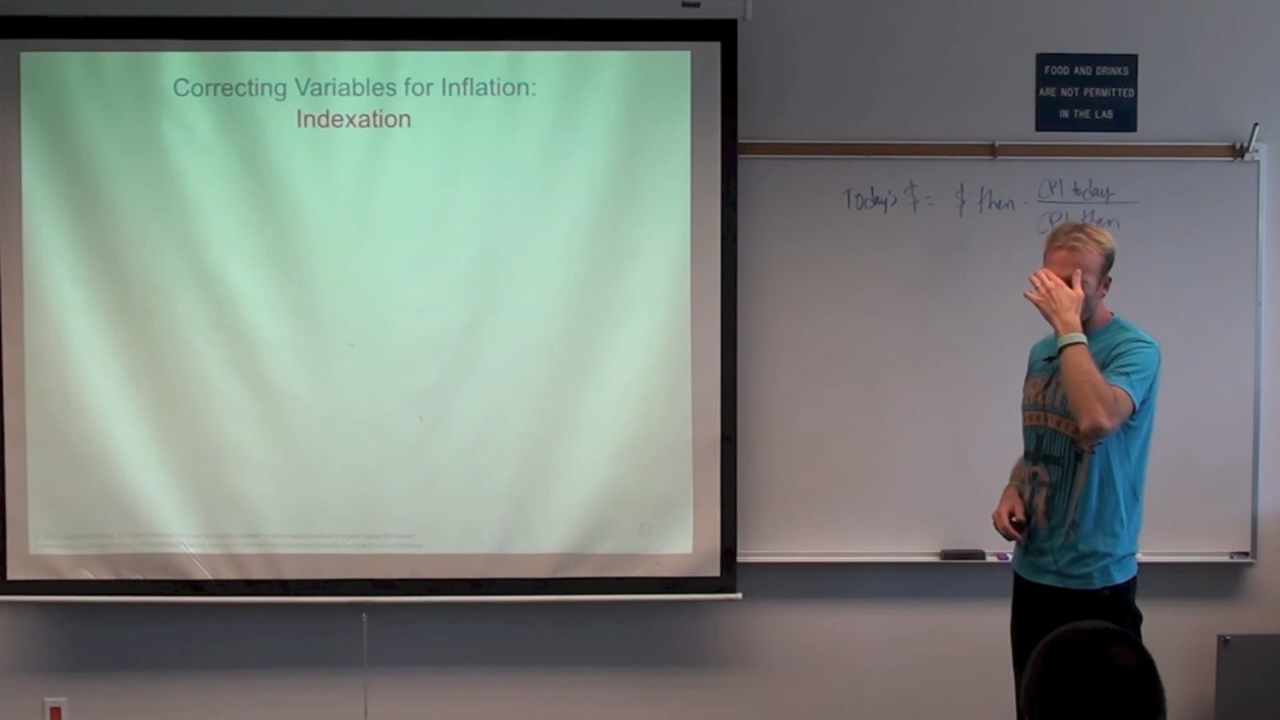 Correcting Variables for Inflation:
Indexation
FOOD AND DRINKS
ARE NOT PERMITTED
IN THE LAB
Today's $ = $ then · CPI today
CPI then